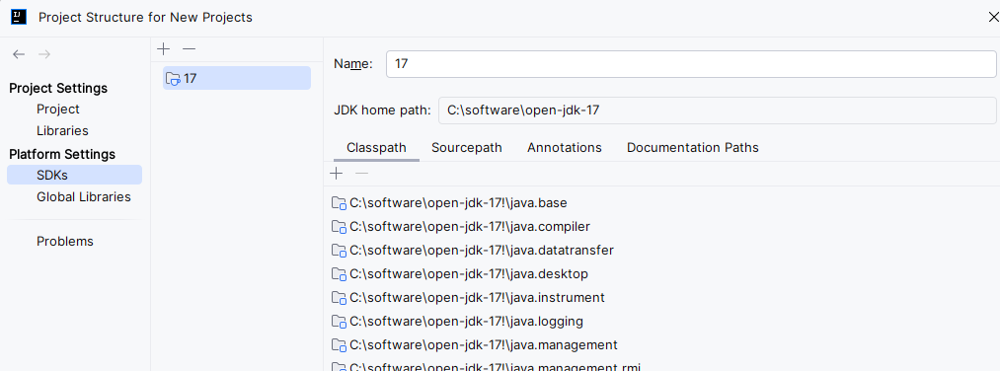 Project Structure for New Projects
Project Settings
Project
Libraries
Platform Settings
SDKs
Global Libraries
Problems
17
Name: 17
JDK home path: C:\software\open-jdk-17
Classpath Sourcepath Annotations Documentation Paths
C:\software\open-jdk-17!\java.base
C:\software\open-jdk-17!\java.compiler
C:\software\open-jdk-17!\java.datatransfer
C:\software\open-jdk-17!\java.desktop
C:\software\open-jdk-17!\java.instrument
C:\software\open-jdk-17!\java.logging
C:\software\open-jdk-17!\java.management
C:\software\open-jdk-17!\java.management.rmi